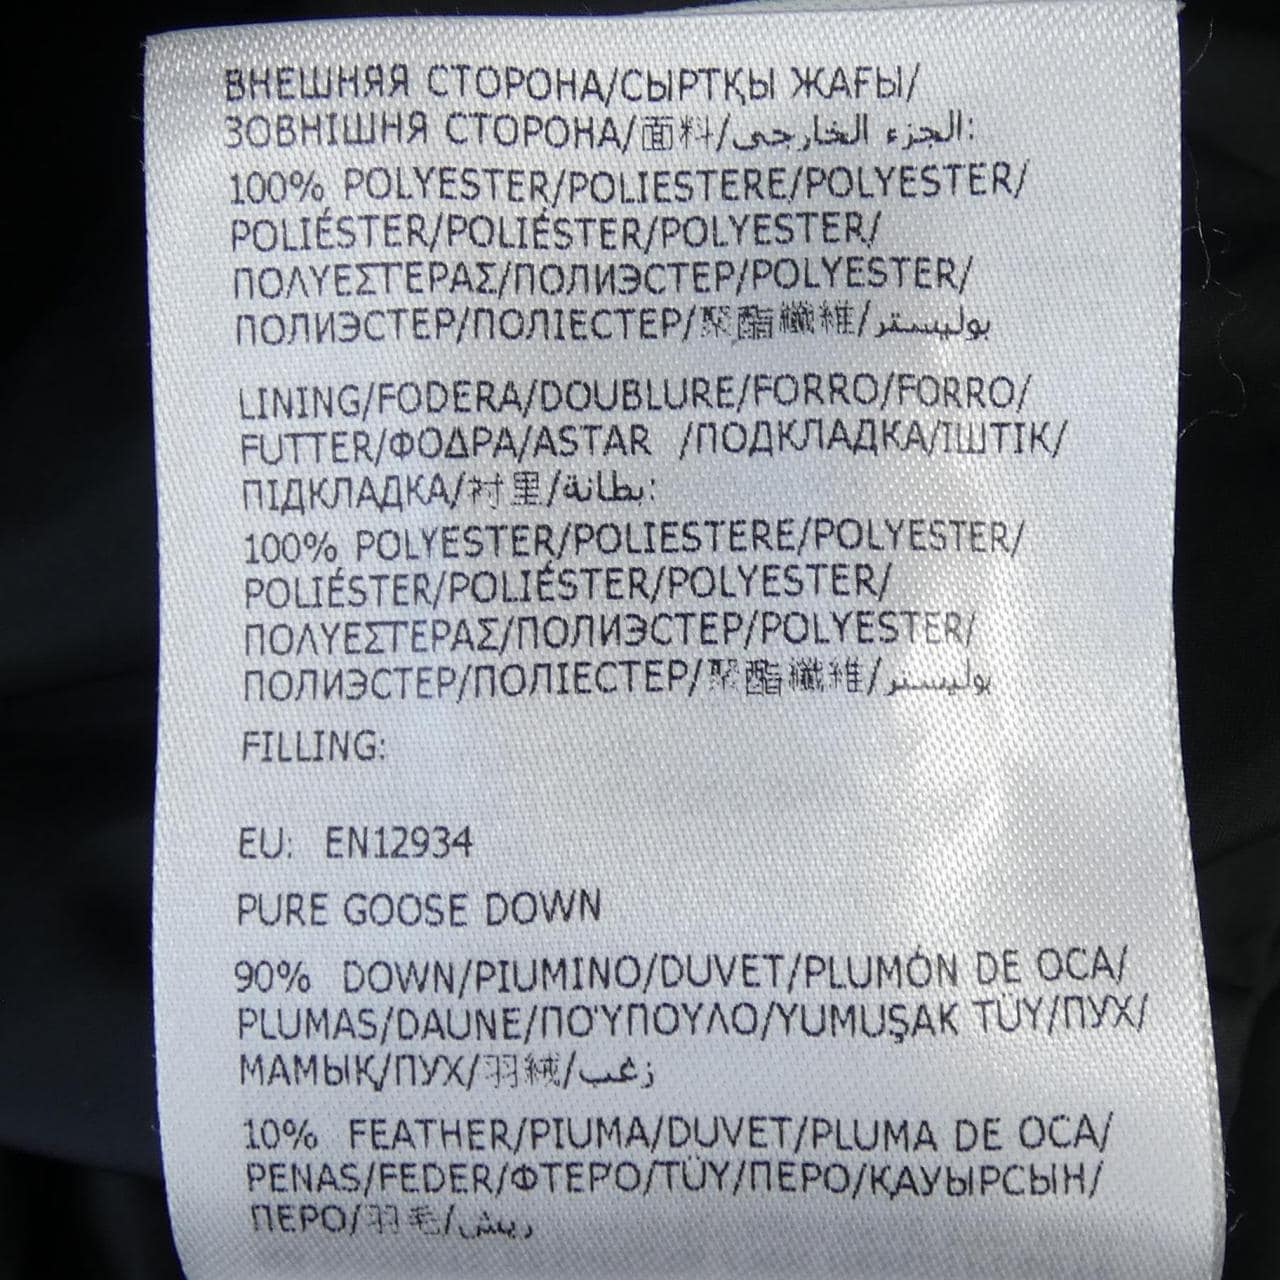 ВНЕШНЯЯ СТОРОНА/СЫРТҚЫ ЖАҒЫ/
ЗОВНІШНЯ СТОРОНА/面料/الجزء الخارجي:
100% POLYESTER/POLIESTERE/POLYESTER/
POLIÉSTER/POLIÉSTER/POLYESTER/
ΠΟΛΥΕΣΤΕΡΑΣ/ПОЛИЭСТЕР/POLYESTER/
ПОЛИЭСТЕР/ПОЛІЕСТЕР/聚酯纖維/بوليستر
LINING/FODERA/DOUBLURE/FORRO/FORRO/
FUTTER/ΦΟΔΡΑ/ASTAR /ПОДКЛАДКА/ІШТІК/
ПІДКЛАДКА/衬里/بطانة:
100% POLYESTER/POLIESTERE/POLYESTER/
POLIÉSTER/POLIÉSTER/POLYESTER/
ΠΟΛΥΕΣΤΕΡΑΣ/ПОЛИЭСТЕР/POLYESTER/
ПОЛИЭСТЕР/ПОЛІЕСТЕР/聚酯纖維/بوليستر
FILLING:
EU: EN12934
PURE GOOSE DOWN
90% DOWN/PIUMINO/DUVET/PLUMÓN DE OCA/
PLUMAS/DAUNE/ΠΟΎΠΟΥΛΟ/YUMUŞAK TÜY/ПУХ/
МАМЫҚ/ПУХ/羽絨/زغب
10% FEATHER/PIUMA/DUVET/PLUMA DE OCA/
PENAS/FEDER/ΦΤΕΡΌ/TÜY/ПЕРО/ҚАУЫРСЫН/
ПЕРО/羽毛/ريش